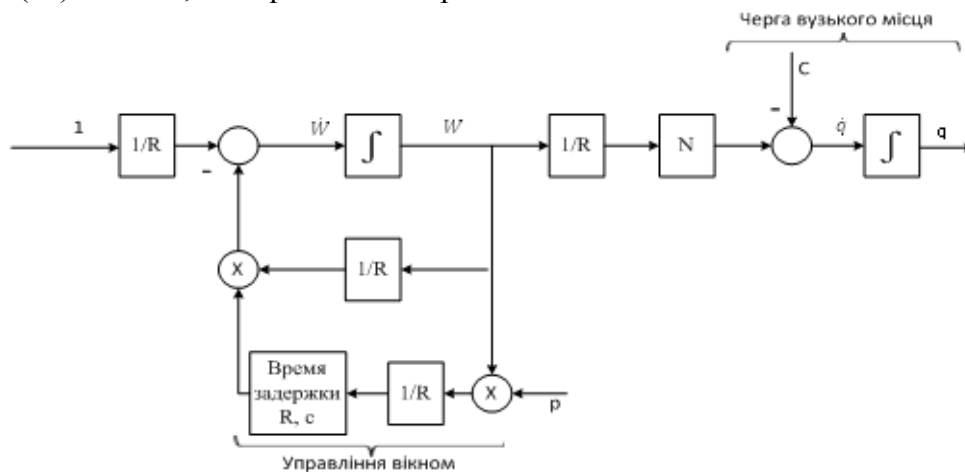 Черга вузького місця
C
1
1/R
-
Ẇ
∫
W
1/R
N
-
q̇
∫
q
X
1/R
Время
задержки
R, c
1/R
X
p
Управління вікном